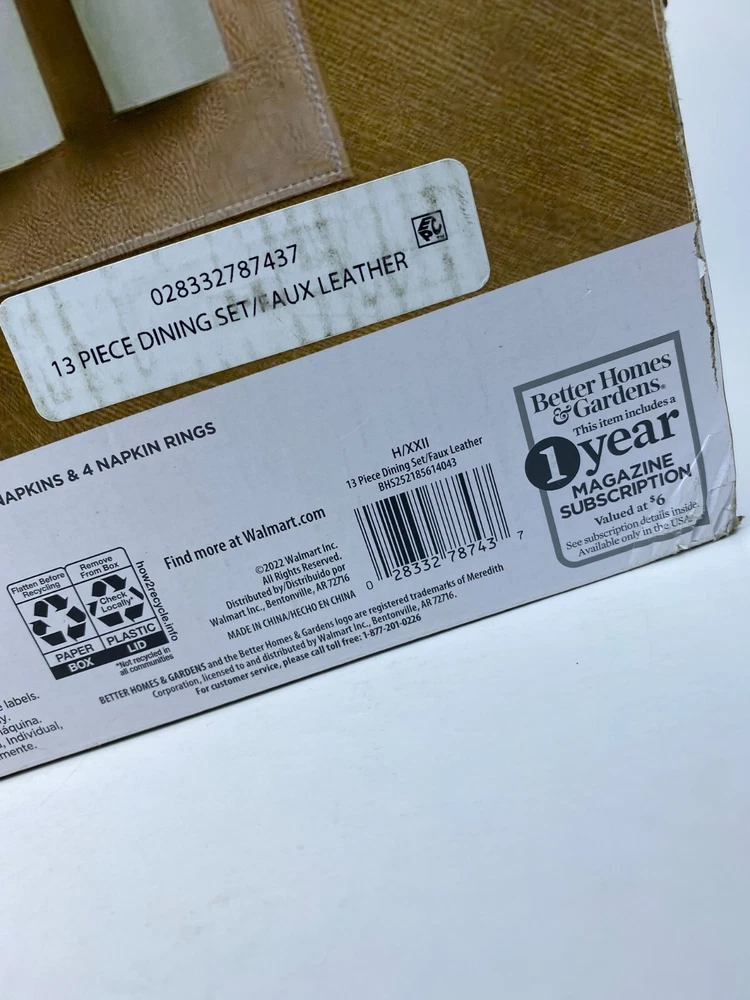 028332787437
13 PIECE DINING SET/FAUX LEATHER
EPC
NAPKINS & 4 NAPKIN RINGS
Better Homes
& Gardens®
This item includes a
1 year
MAGAZINE
SUBSCRIPTION
Valued at $6
See subscription details inside.
Available only in the USA.
H/XXII
13 Piece Dining Set/Faux Leather
BHS252185614043
0 28332 78743 7
Find more at Walmart.com
©2022 Walmart Inc.
All Rights Reserved.
Distributed by/Distribuido por
Walmart Inc., Bentonville, AR 72716
MADE IN CHINA/HECHO EN CHINA
Flatten Before
Recycling
Remove
From Box
Check
Locally*
PAPER
BOX
PLASTIC
LID
*Not recycled in
all communities
how2recycle.info
BETTER HOMES & GARDENS and the Better Homes & Gardens logo are registered trademarks of Meredith
Corporation, licensed to and distributed by Walmart Inc., Bentonville, AR 72716.
For customer service, please call toll free: 1-877-201-0226
labels.
y.
máquina.
, Individual,
mente.